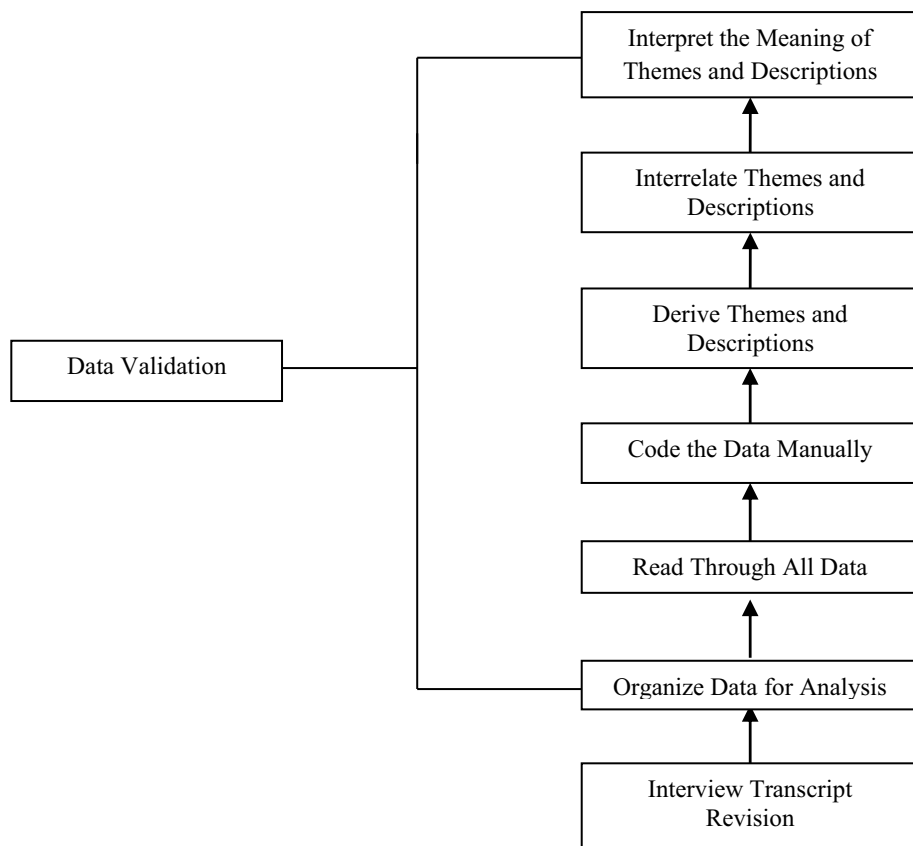 Interpret the Meaning of
Themes and Descriptions
Interrelate Themes and
Descriptions
Derive Themes and
Descriptions
Data Validation
Code the Data Manually
Read Through All Data
Organize Data for Analysis
Interview Transcript
Revision